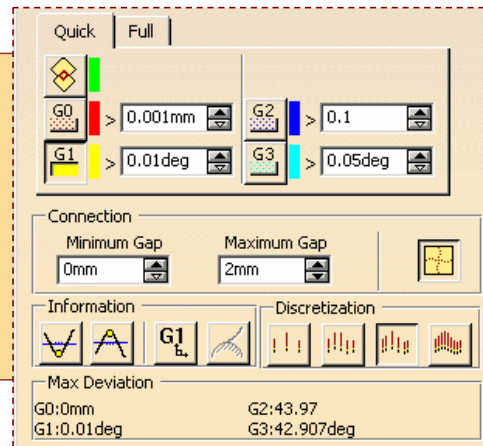 Quick Full
G0 > 0.001mm G2 > 0.1
G1 > 0.01deg G3 > 0.05deg
Connection
Minimum Gap Maximum Gap
0mm 2mm
Information Discretization
G1
Max Deviation
G0:0mm G2:43.97
G1:0.01deg G3:42.907deg